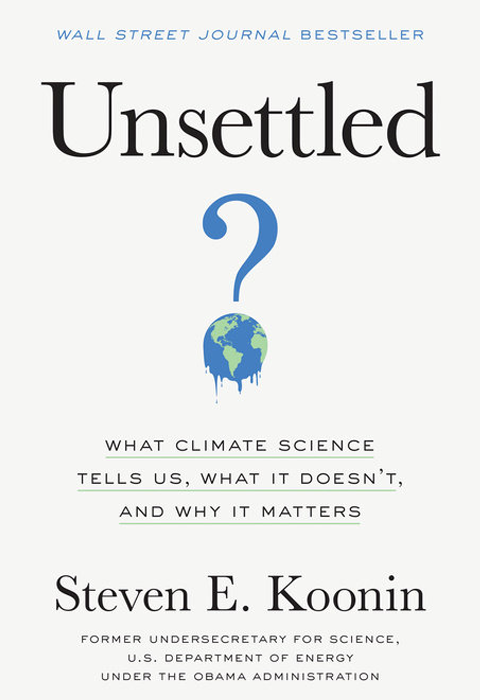 WALL STREET JOURNAL BESTSELLER
Unsettled
?
WHAT CLIMATE SCIENCE
TELLS US, WHAT IT DOESN'T,
AND WHY IT MATTERS
Steven E. Koonin
FORMER UNDERSECRETARY FOR SCIENCE,
U.S. DEPARTMENT OF ENERGY
UNDER THE OBAMA ADMINISTRATION